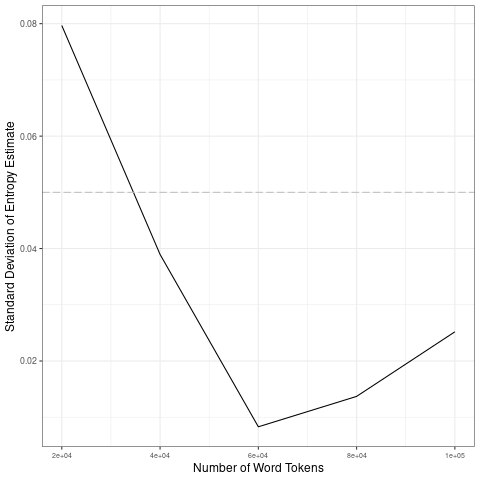 Standard Deviation of Entropy Estimate
0.08
0.06
0.04
0.02
2e+04 4e+04 6e+04 8e+04 1e+05
Number of Word Tokens